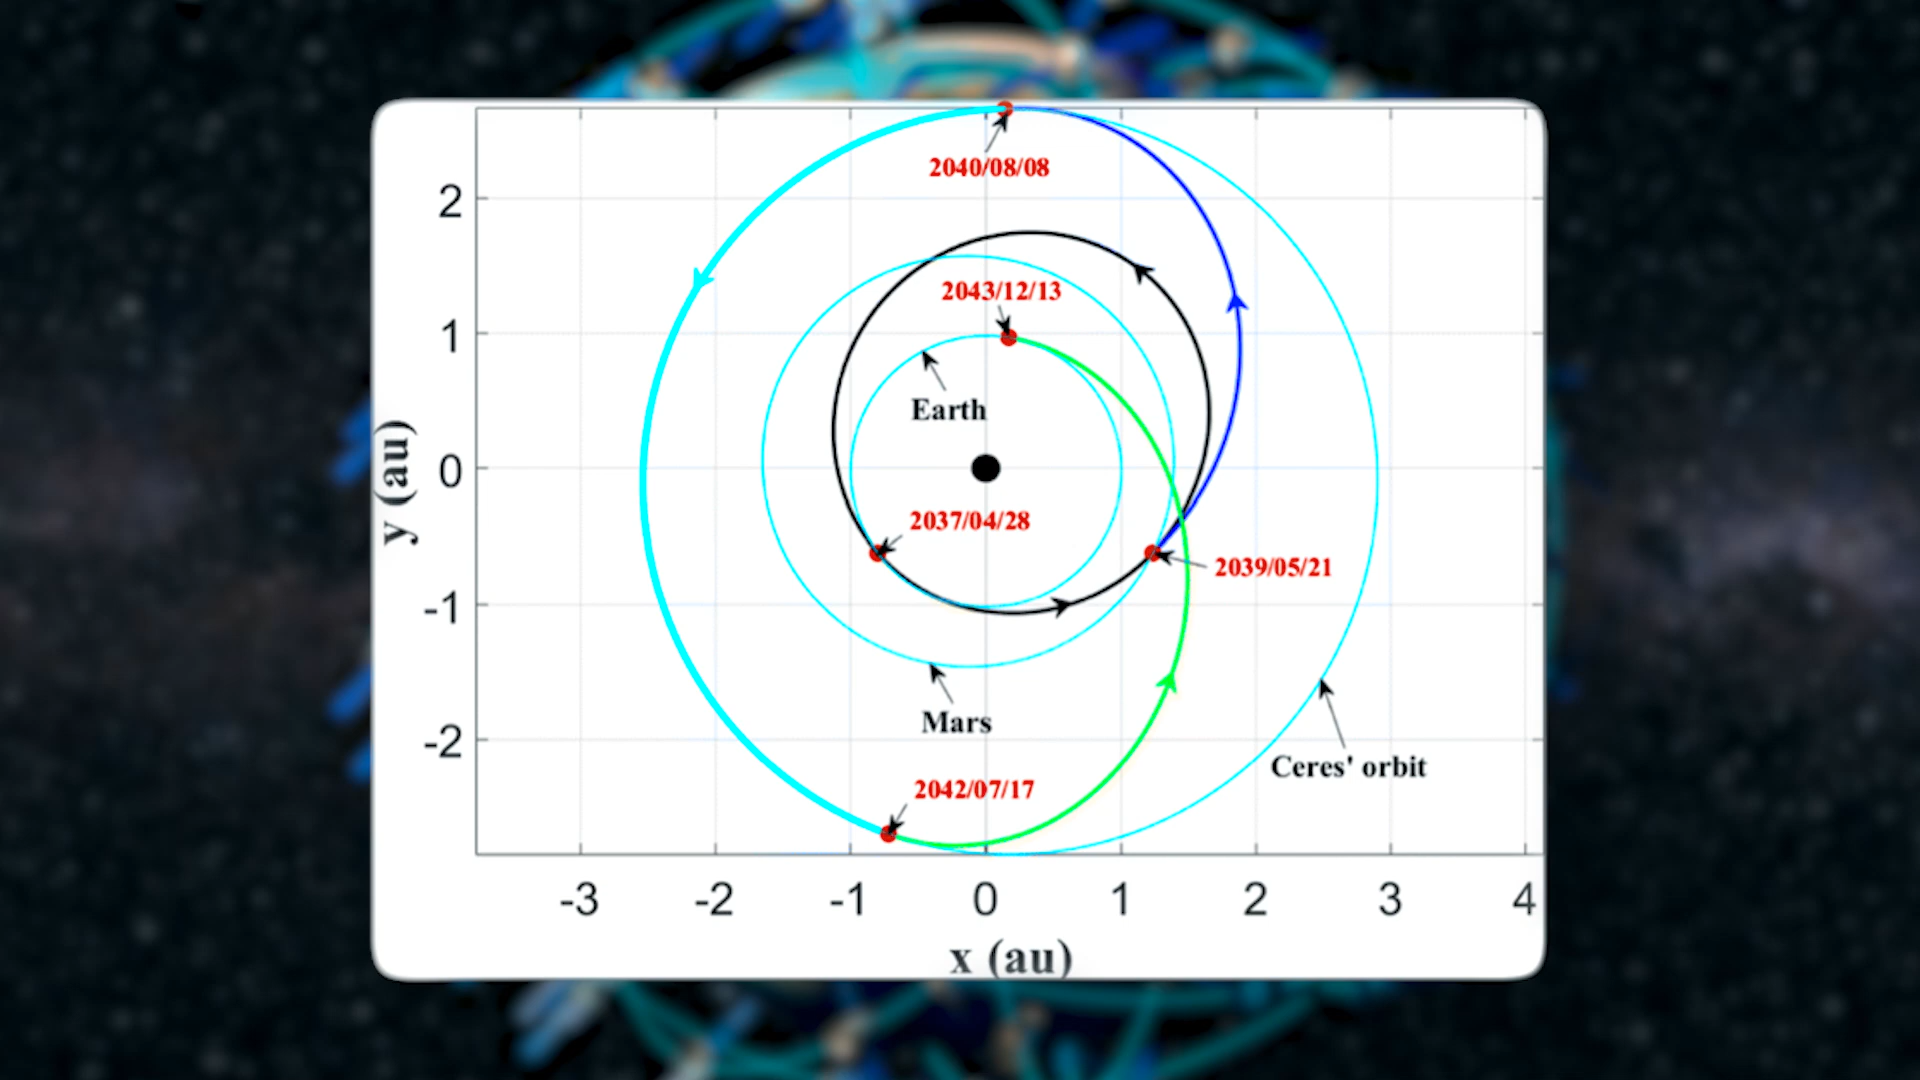 2040/08/08
2
2043/12/13
1
Earth
y (au)
0
2037/04/28
2039/05/21
-1
Mars
-2
Ceres' orbit
2042/07/17
-3 -2 -1 0 1 2 3 4
x (au)